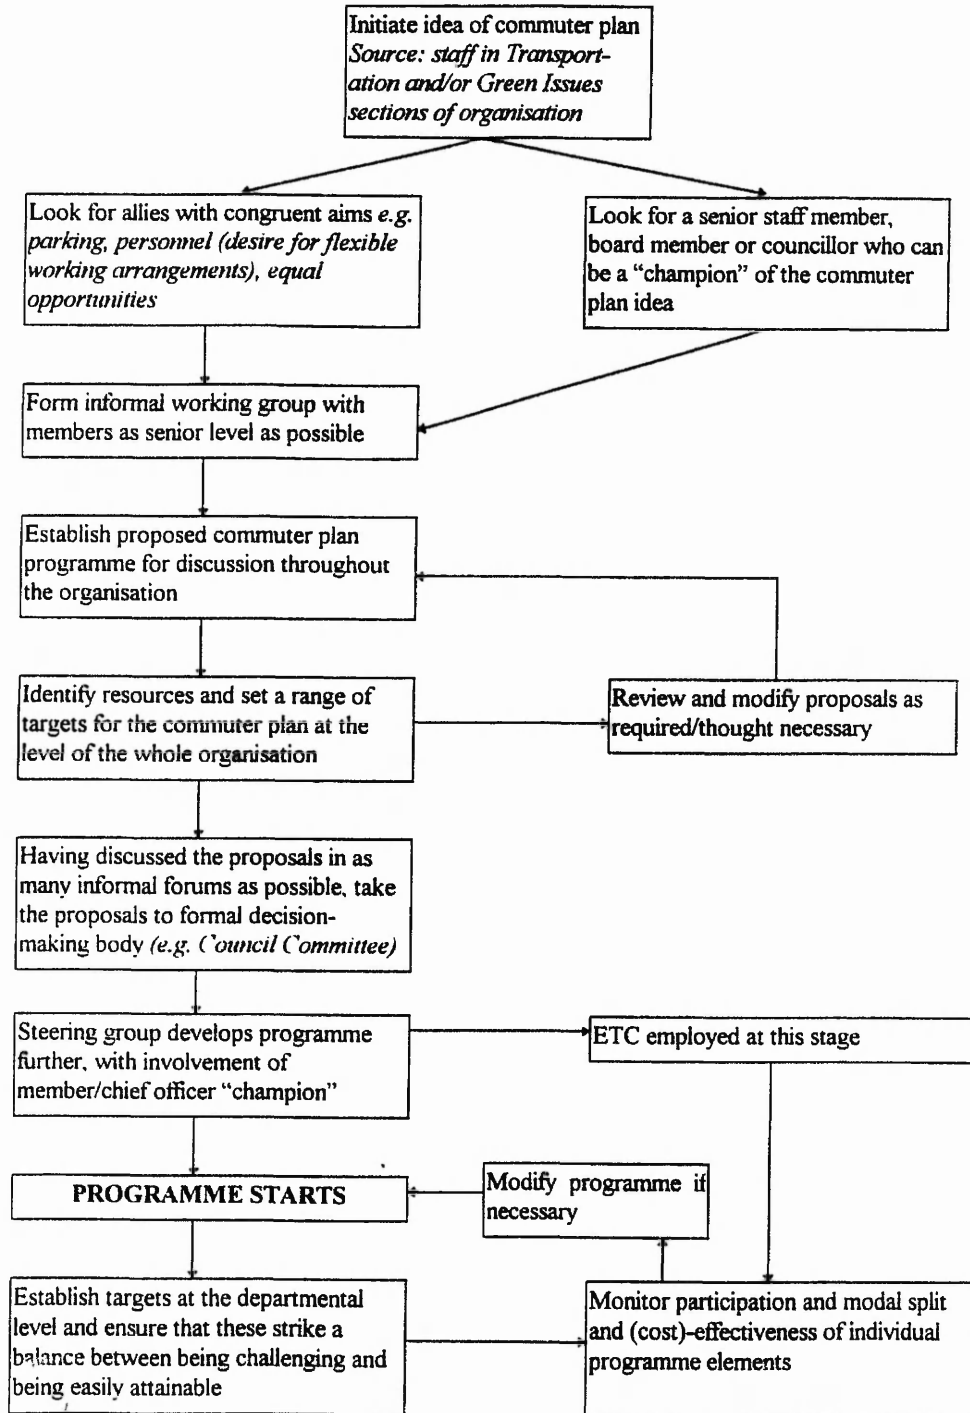 Initiate idea of commuter plan
Source: staff in Transport-
ation and/or Green Issues
sections of organisation
Look for allies with congruent aims e.g.
parking, personnel (desire for flexible
working arrangements), equal
opportunities
Look for a senior staff member,
board member or councillor who can
be a “champion” of the commuter
plan idea
Form informal working group with
members as senior level as possible
Establish proposed commuter plan
programme for discussion throughout
the organisation
Identify resources and set a range of
targets for the commuter plan at the
level of the whole organisation
Review and modify proposals as
required/thought necessary
Having discussed the proposals in as
many informal forums as possible, take
the proposals to formal decision-
making body (e.g. Council Committee)
Steering group develops programme
further, with involvement of
member/chief officer “champion”
ETC employed at this stage
PROGRAMME STARTS
Modify programme if
necessary
Establish targets at the departmental
level and ensure that these strike a
balance between being challenging and
being easily attainable
Monitor participation and modal split
and (cost)-effectiveness of individual
programme elements